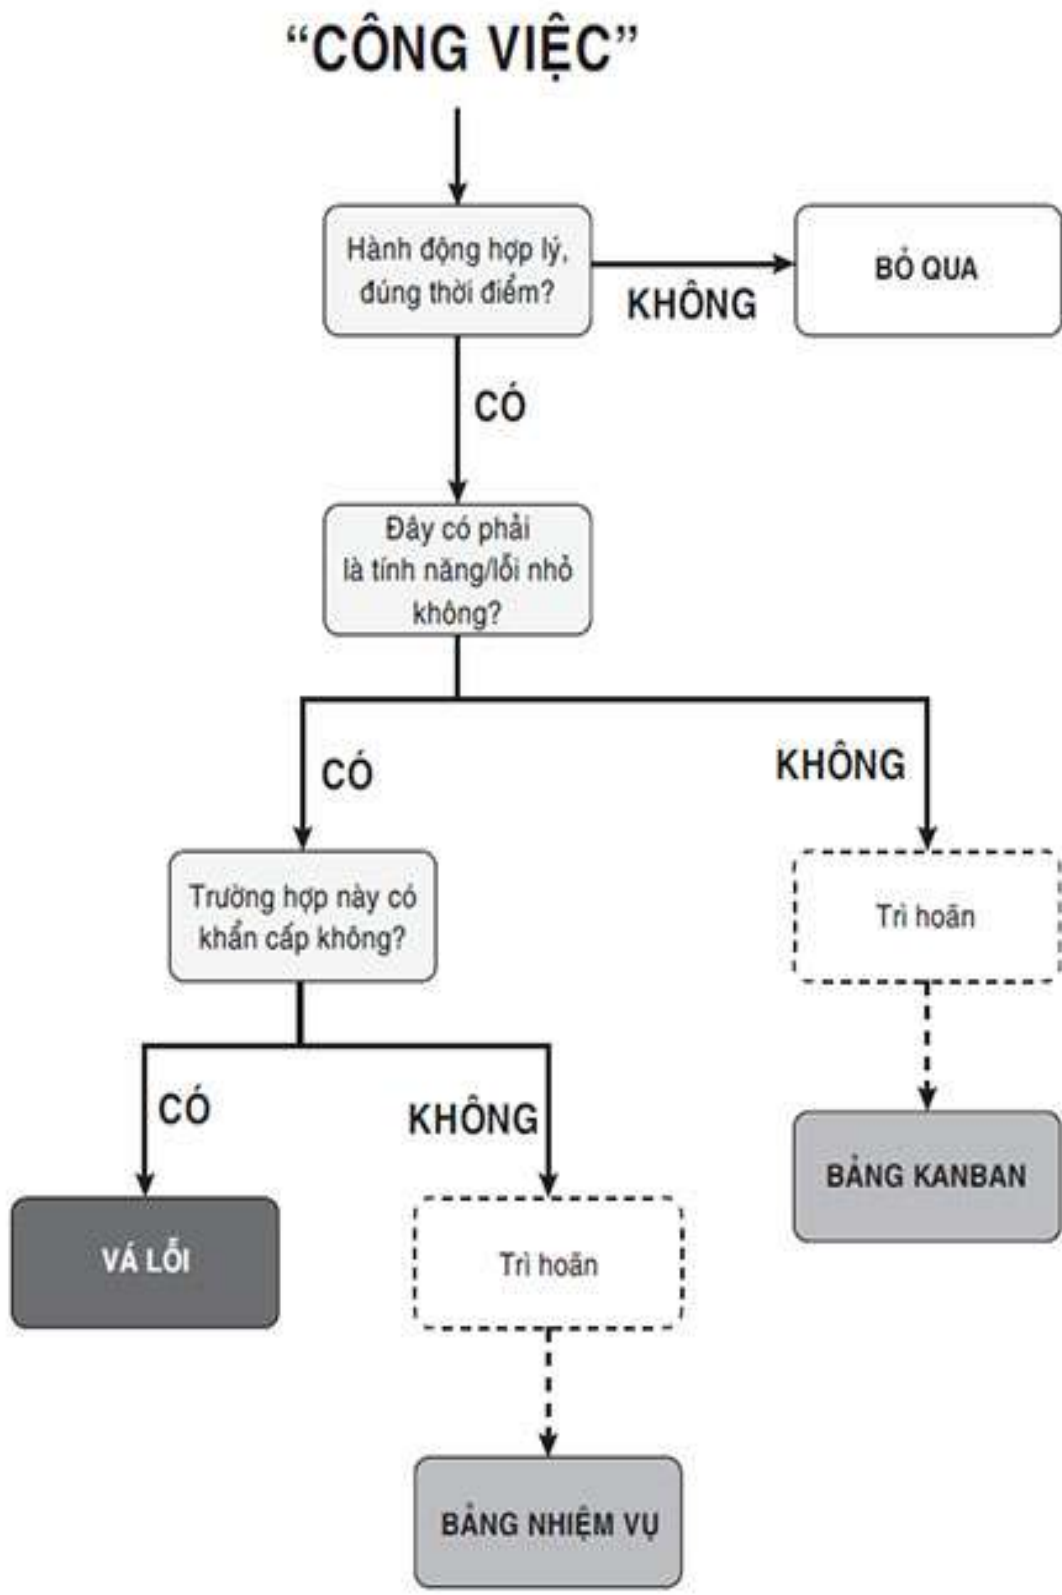 “CÔNG VIỆC”
Hành động hợp lý,
đúng thời điểm?
KHÔNG
BỎ QUA
CÓ
Đây có phải
là tính năng/lỗi nhỏ
không?
CÓ
KHÔNG
Trường hợp này có
khẩn cấp không?
Trì hoãn
CÓ
KHÔNG
BẢNG KANBAN
VÁ LỖI
Trì hoãn
BẢNG NHIỆM VỤ